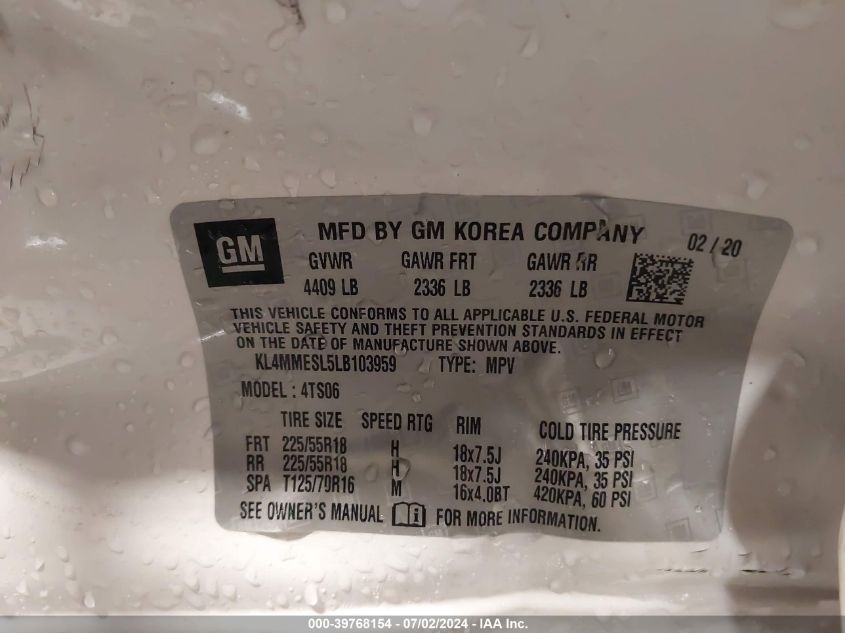 GM
MFD BY GM KOREA COMPANY 02 / 20
GVWR GAWR FRT GAWR RR
4409 LB 2336 LB 2336 LB
THIS VEHICLE CONFORMS TO ALL APPLICABLE U.S. FEDERAL MOTOR
VEHICLE SAFETY AND THEFT PREVENTION STANDARDS IN EFFECT
ON THE DATE OF MANUFACTURE SHOWN ABOVE.
KL4MMESL5LB103959 TYPE: MPV
MODEL : 4TS06
TIRE SIZE SPEED RTG RIM COLD TIRE PRESSURE
FRT 225/55R18 H 18x7.5J 240KPA, 35 PSI
RR 225/55R18 H 18x7.5J 240KPA, 35 PSI
SPA T125/70R16 M 16x4.0BT 420KPA, 60 PSI
SEE OWNER'S MANUAL FOR MORE INFORMATION.
000-39768154 - 07/02/2024 - IAA Inc.